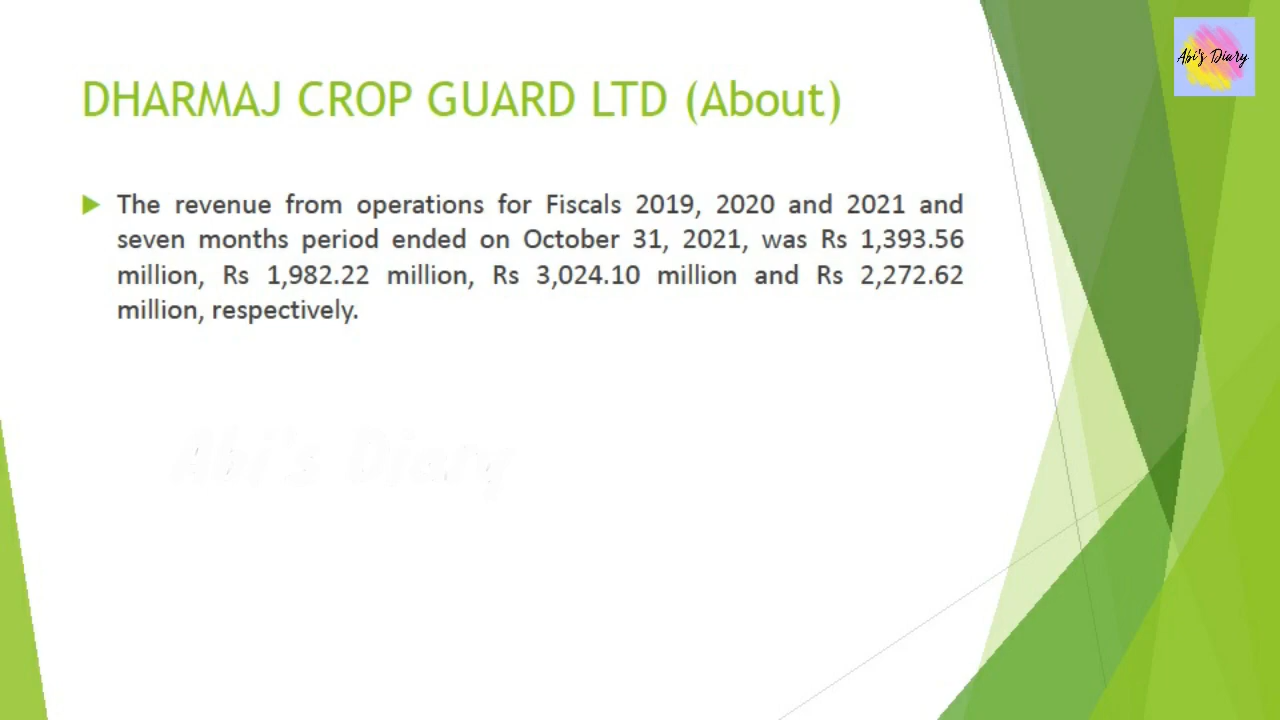 Abi's Diary
DHARMAJ CROP GUARD LTD (About)
The revenue from operations for Fiscals 2019, 2020 and 2021 and
seven months period ended on October 31, 2021, was Rs 1,393.56
million, Rs 1,982.22 million, Rs 3,024.10 million and Rs 2,272.62
million, respectively.
Abi's Diary